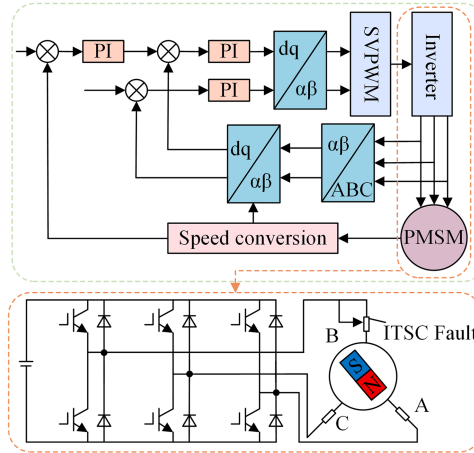 PI
PI
dq
αβ
SVPWM
Inverter
PI
dq
αβ
αβ
ABC
Speed conversion
PMSM
B
ITSC Fault
S
N
A
C